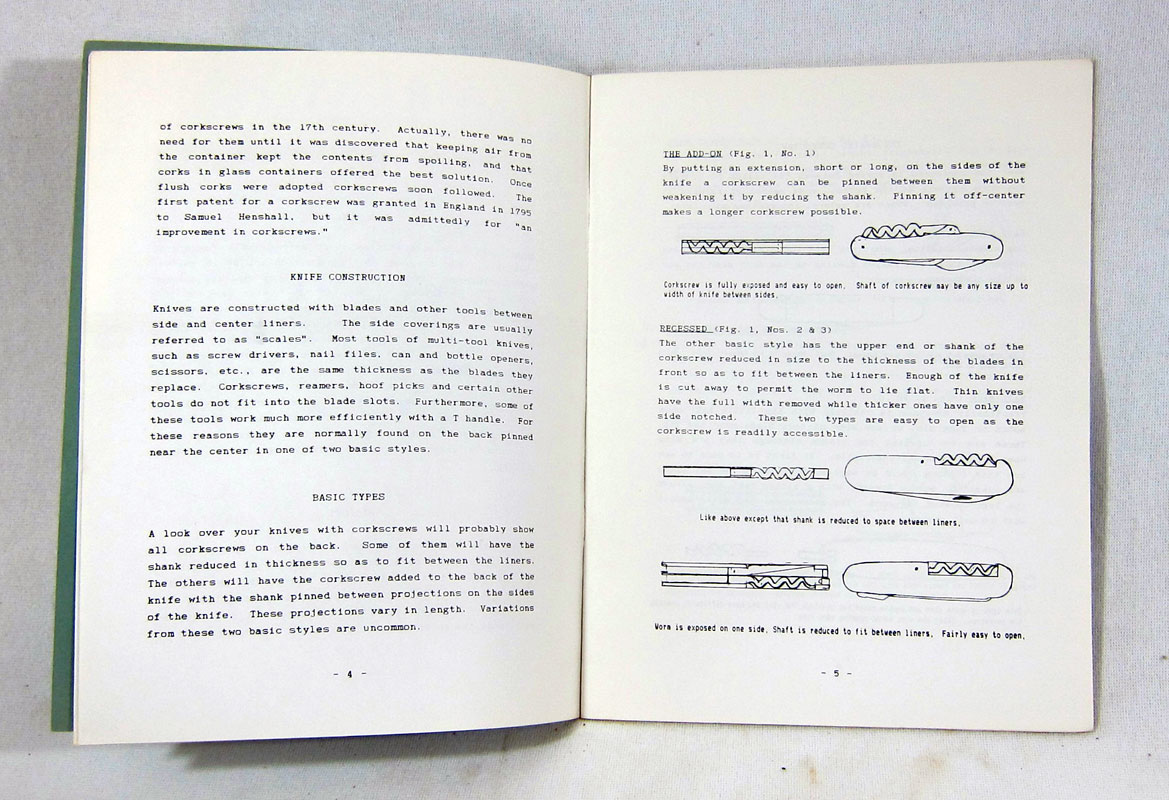 of corkscrews in the 17th century. Actually, there was no
need for them until it was discovered that keeping air from
the container kept the contents from spoiling, and that
corks in glass containers offered the best solution. Once
flush corks were adopted corkscrews soon followed. The
first patent for a corkscrew was granted in England in 1795
to Samuel Henshall, but it was admittedly for "an
improvement in corkscrews."
KNIFE CONSTRUCTION
Knives are constructed with blades and other tools between
side and center liners. The side coverings are usually
referred to as "scales". Most tools of multi-tool knives,
such as screw drivers, nail files, can and bottle openers,
scissors, etc., are the same thickness as the blades they
replace. Corkscrews, reamers, hoof picks and certain other
tools do not fit into the blade slots. Furthermore, some of
these tools work much more efficiently with a T handle. For
these reasons they are normally found on the back pinned
near the center in one of two basic styles.
BASIC TYPES
A look over your knives with corkscrews will probably show
all corkscrews on the back. Some of them will have the
shank reduced in thickness so as to fit between the liners.
The others will have the corkscrew added to the back of the
knife with the shank pinned between projections on the sides
of the knife. These projections vary in length. Variations
from these two basic styles are uncommon.
- 4 -
THE ADD-ON (Fig. 1, No. 1)
By putting an extension, short or long, on the sides of the
knife a corkscrew can be pinned between them without
weakening it by reducing the shank. Pinning it off-center
makes a longer corkscrew possible.
Corkscrew is fully exposed and easy to open. Shaft of corkscrew may be any size up to
width of knife between sides.
RECESSED (Fig. 1, Nos. 2 & 3)
The other basic style has the upper end or shank of the
corkscrew reduced in size to the thickness of the blades in
front so as to fit between the liners. Enough of the knife
is cut away to permit the worm to lie flat. Thin knives
have the full width removed while thicker ones have only one
side notched. These two types are easy to open as the
corkscrew is readily accessible.
Like above except that shank is reduced to space between liners.
Worm is exposed on one side. Shaft is reduced to fit between liners. Fairly easy to open.
- 5 -